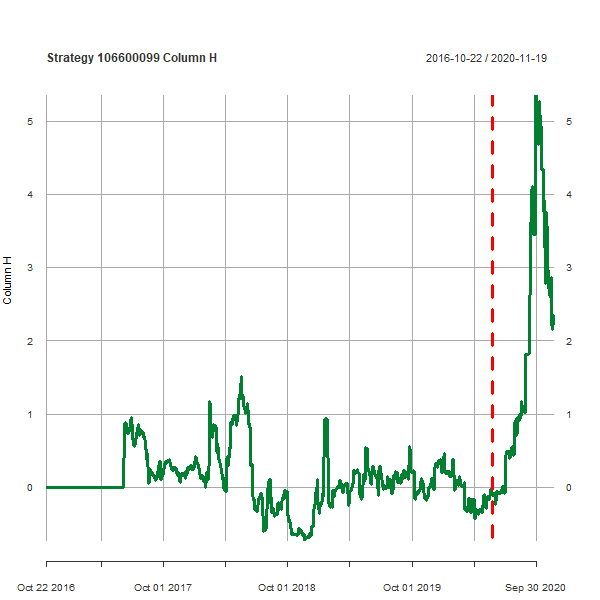 Strategy 106600099 Column H 2016-10-22 / 2020-11-19
5 5
4 4
3 3
2 2
1 1
0 0
Column H
Oct 22 2016 Oct 01 2017 Oct 01 2018 Oct 01 2019 Sep 30 2020